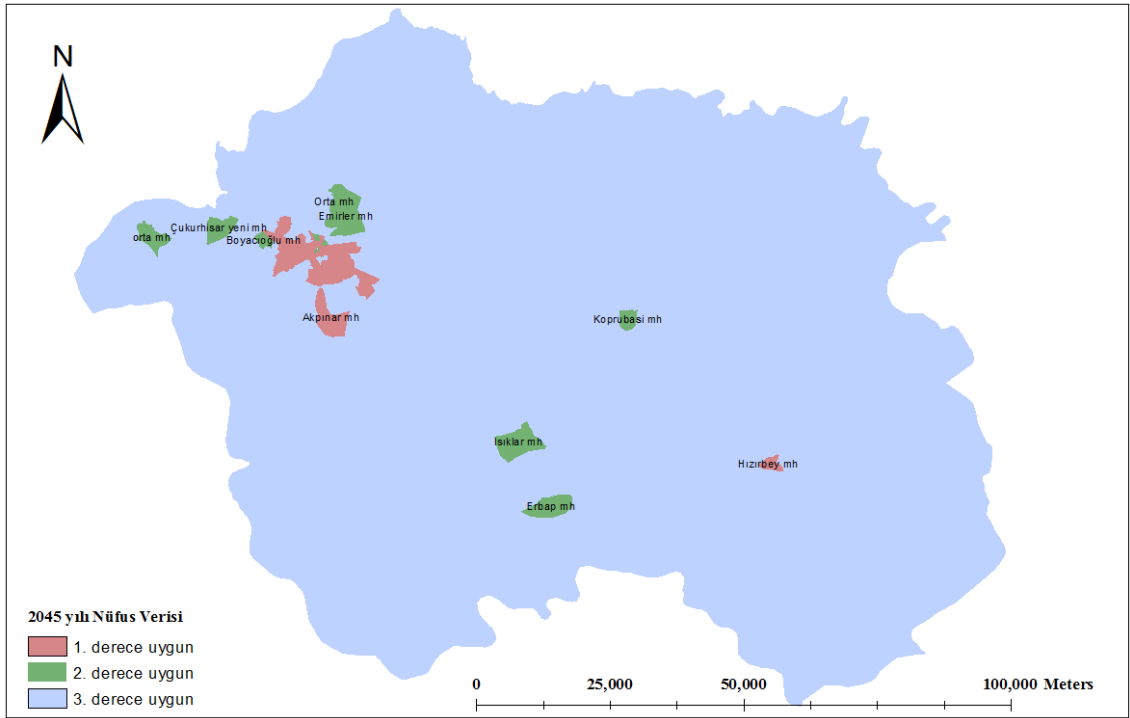 N
Orta mh
Emirler mh
Çukurhisar yeni mh
orta mh
Boyacıoğlu mh
Akpınar mh
Koprubasi mh
Isıklar mh
Hızırbey mh
Erbap mh
2045 yılı Nüfus Verisi
1. derece uygun
2. derece uygun
3. derece uygun
0 25,000 50,000 100,000 Meters